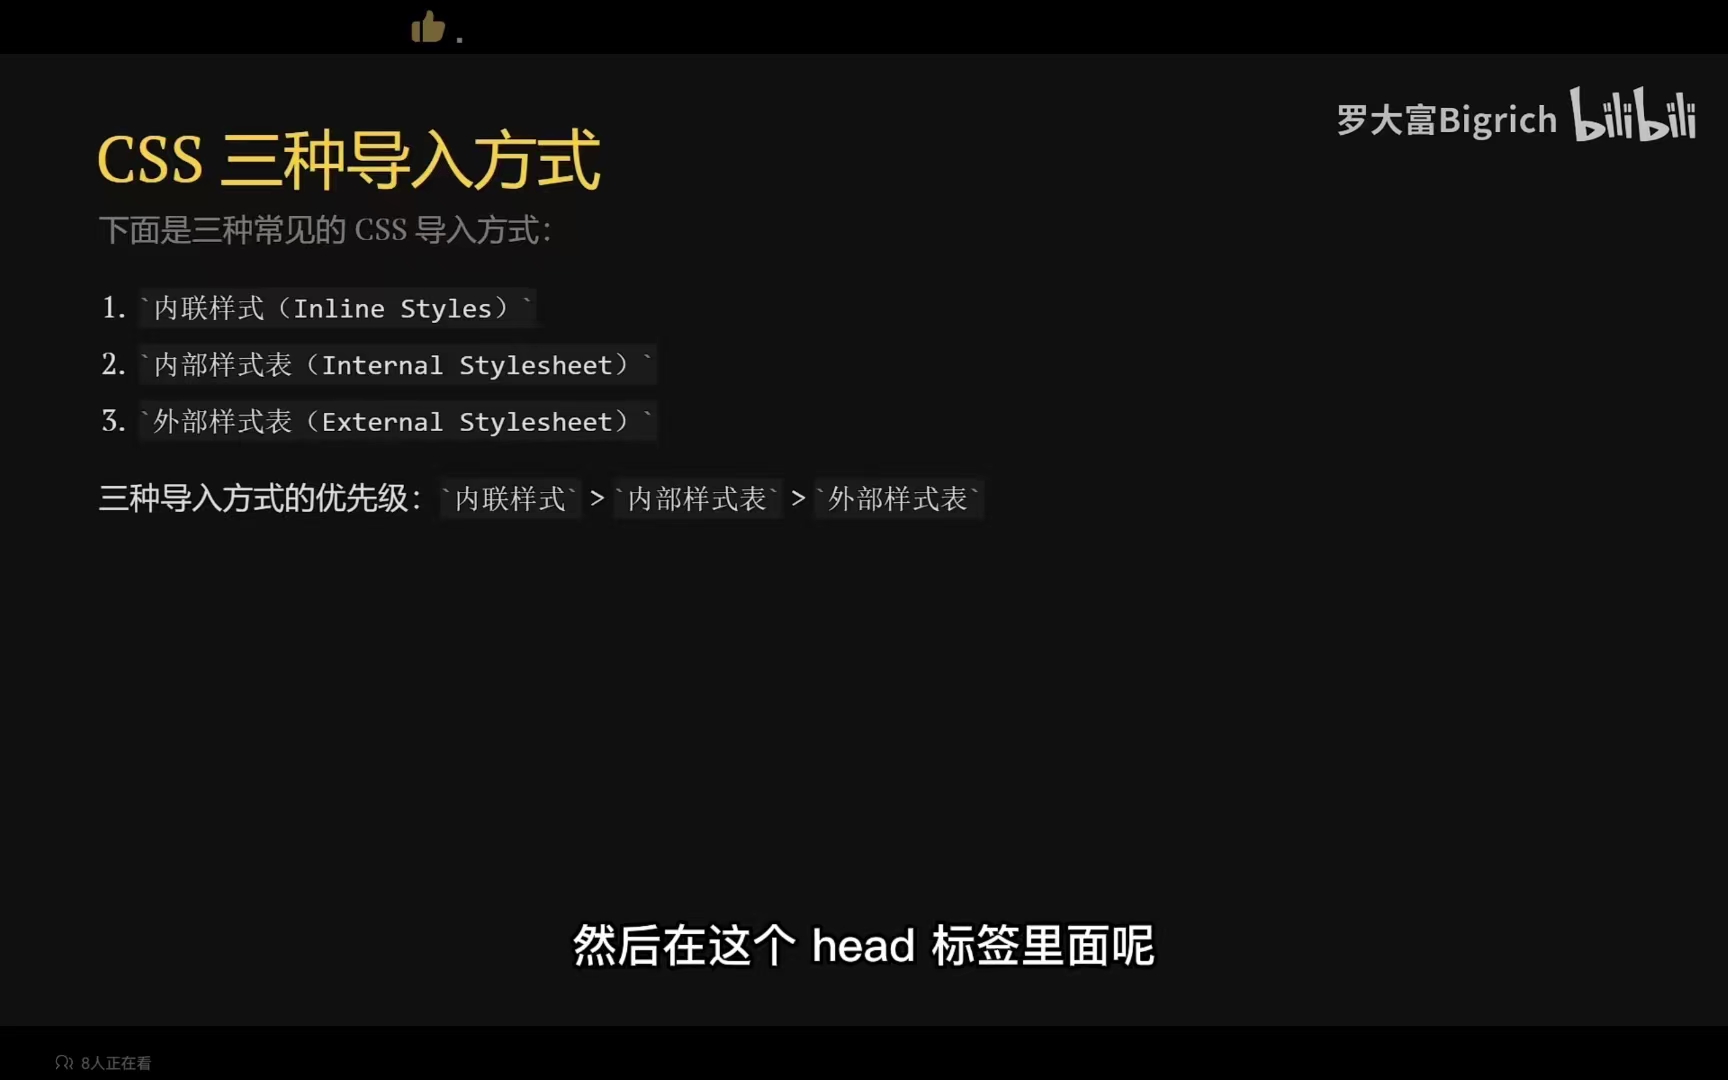 罗大富Bigrich bilibili
CSS 三种导入方式
下面是三种常见的 CSS 导入方式：
1. `内联样式（Inline Styles）`
2. `内部样式表（Internal Stylesheet）`
3. `外部样式表（External Stylesheet）`
三种导入方式的优先级：`内联样式` > `内部样式表` > `外部样式表`
然后在这个 head 标签里面呢
8人正在看